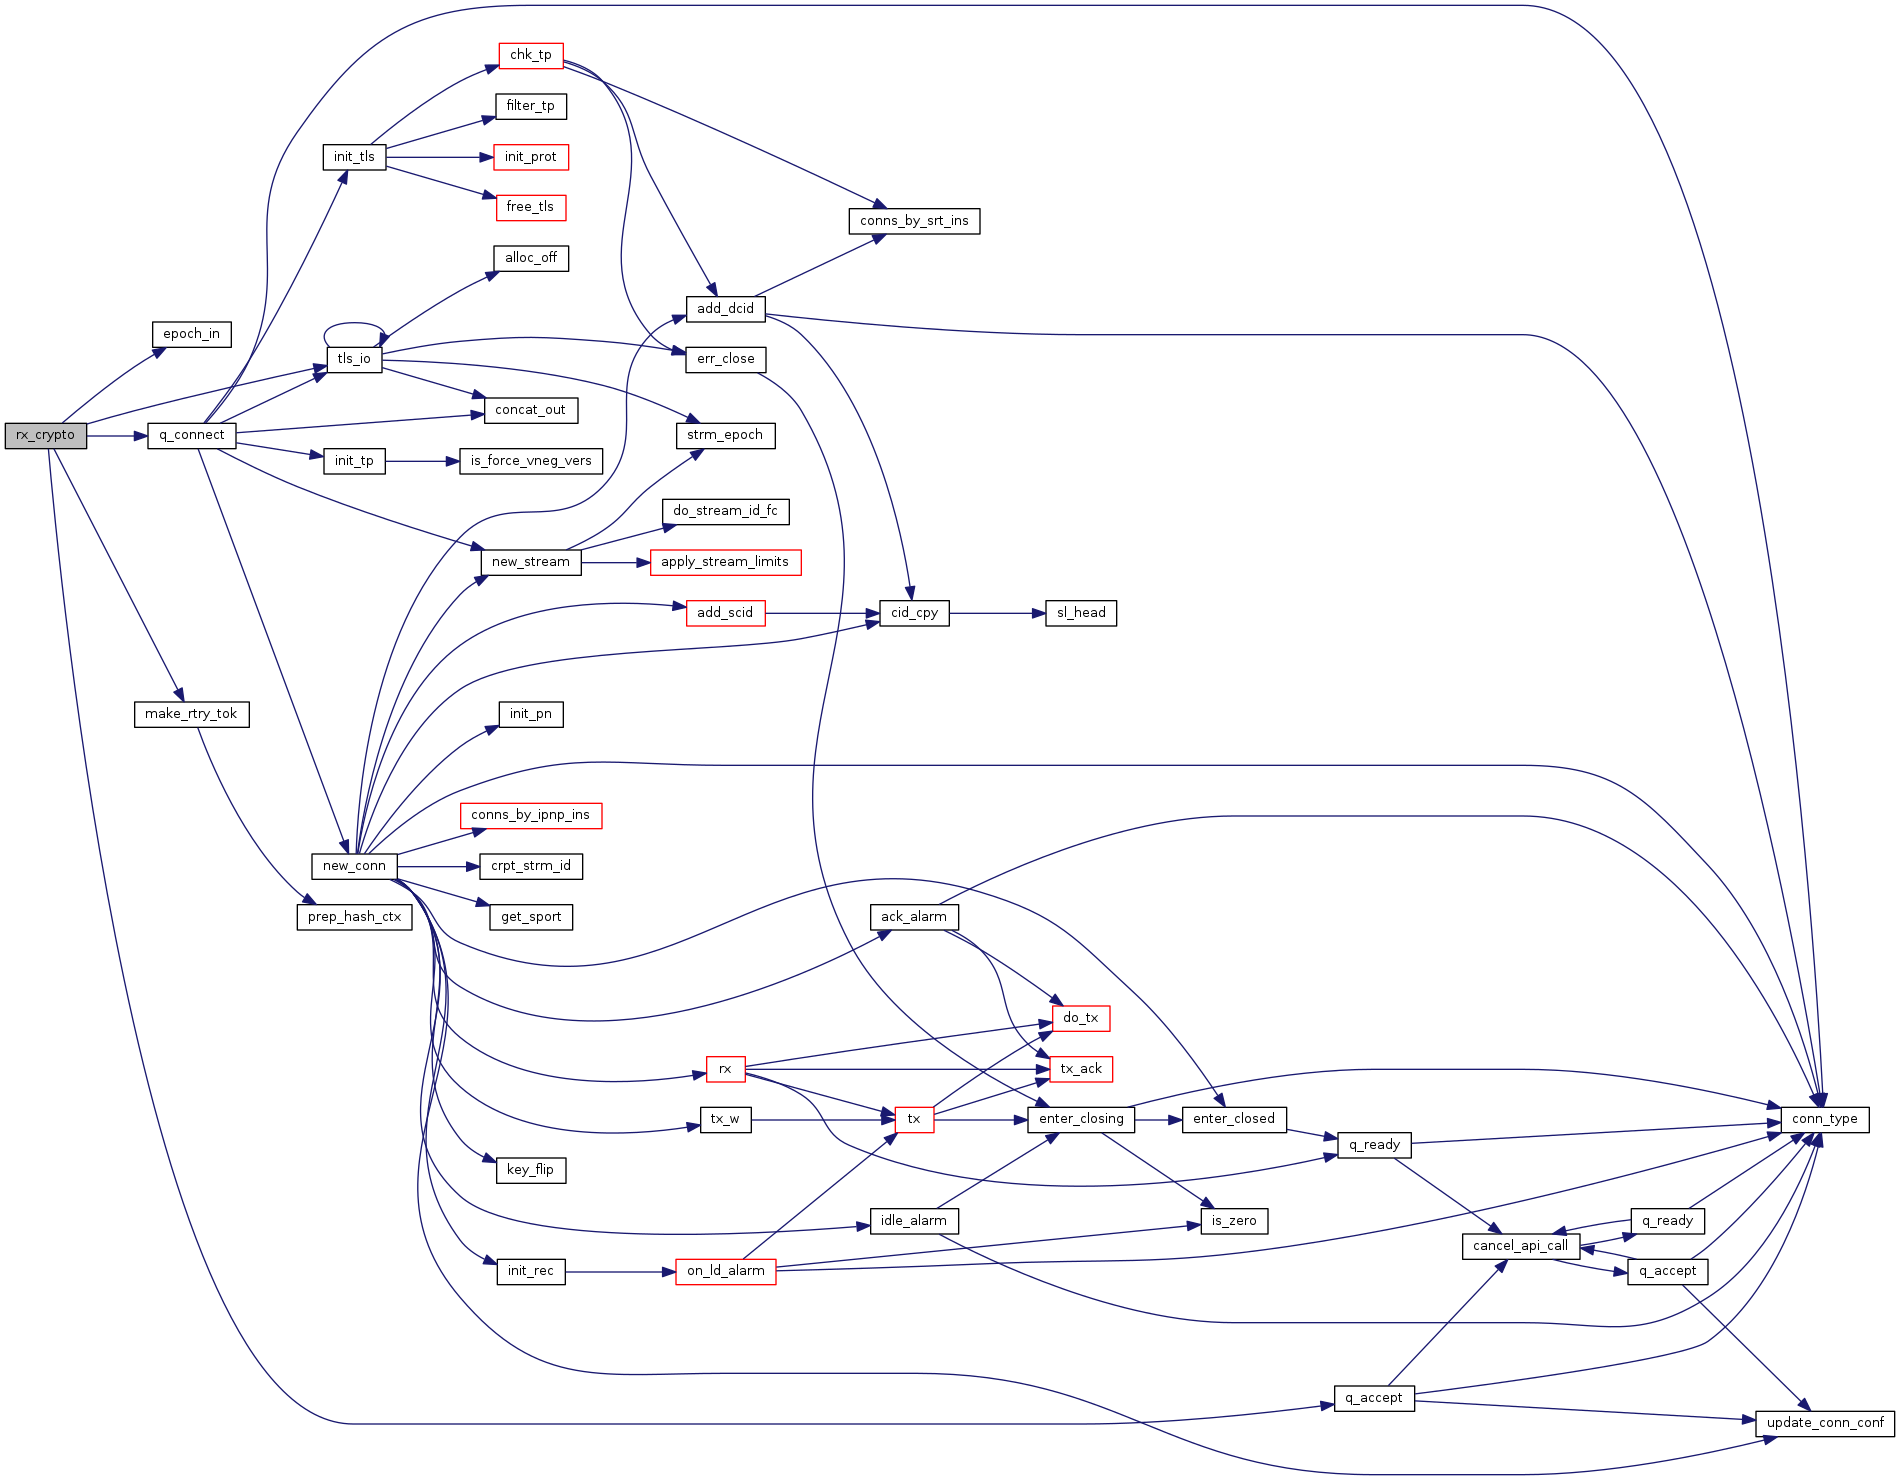 chk_tp
filter_tp
init_tls
init_prot
free_tls
conns_by_srt_ins
alloc_off
add_dcid
epoch_in
tls_io
err_close
concat_out
rx_crypto
q_connect
strm_epoch
init_tp
is_force_vneg_vers
do_stream_id_fc
new_stream
apply_stream_limits
add_scid
cid_cpy
sl_head
make_rtry_tok
init_pn
conns_by_ipnp_ins
new_conn
crpt_strm_id
prep_hash_ctx
get_sport
ack_alarm
do_tx
rx
tx_ack
tx_w
tx
enter_closing
enter_closed
conn_type
q_ready
key_flip
idle_alarm
is_zero
q_ready
cancel_api_call
init_rec
on_ld_alarm
q_accept
q_accept
update_conn_conf